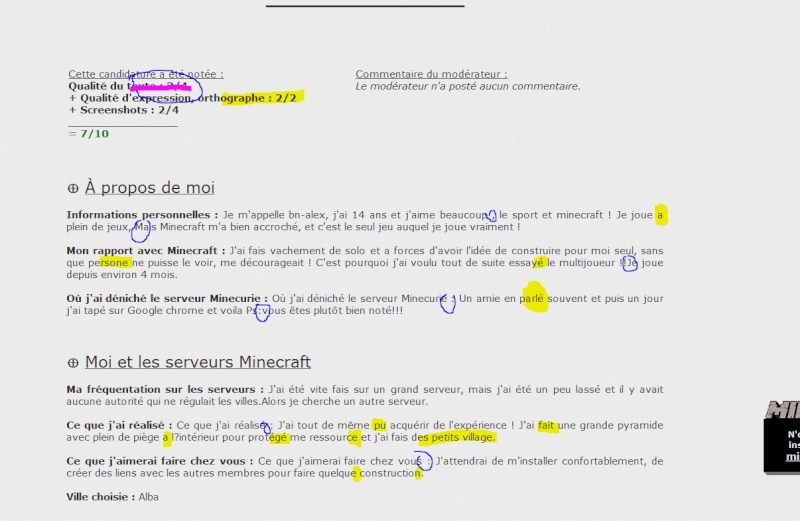 Cette candidature a été notée :
Commentaire du modérateur :
Qualité du texte : 3/4
Le modérateur n'a posté aucun commentaire.
+ Qualité d'expression, orthographe : 2/2
+ Screenshots : 2/4
= 7/10
À propos de moi
Informations personnelles : Je m'appelle bn-alex, j'ai 14 ans et j'aime beaucoup, le sport et minecraft ! Je joue a
plein de jeux, Mais Minecraft m'a bien accroché, et c'est le seul jeu auquel je joue vraiment !
Mon rapport avec Minecraft : J'ai fais vachement de solo et a forces d'avoir l'idée de construire pour moi seul, sans
que persone ne puisse le voir, me décourageait ! C'est pourquoi j'ai voulu tout de suite essayé le multijoueur !!Je joue
depuis environ 4 mois.
Où j'ai déniché le serveur Minecurie : Où j'ai déniché le serveur Minecurie : Un amie en parlé souvent et puis un jour
j'ai tapé sur Google chrome et voila Ps:vous êtes plutôt bien noté!!!
Moi et les serveurs Minecraft
Ma fréquentation sur les serveurs : J'ai été vite fais sur un grand serveur, mais j'ai été un peu lassé et il y avait
aucune autorité qui ne régulait les villes.Alors je cherche un autre serveur.
Ce que j'ai réalisé : Ce que j'ai réalisé : J'ai tout de même pu acquérir de l'expérience ! J'ai fait une grande pyramide
avec plein de piège a l?intérieur pour protégé me ressource et j'ai fais des petits village.
Ce que j'aimerai faire chez vous : Ce que j'aimerai faire chez vous : J'attendrai de m'installer confortablement, de
créer des liens avec les autres membres pour faire quelque construction.
Ville choisie : Alba
N'
ins
mi